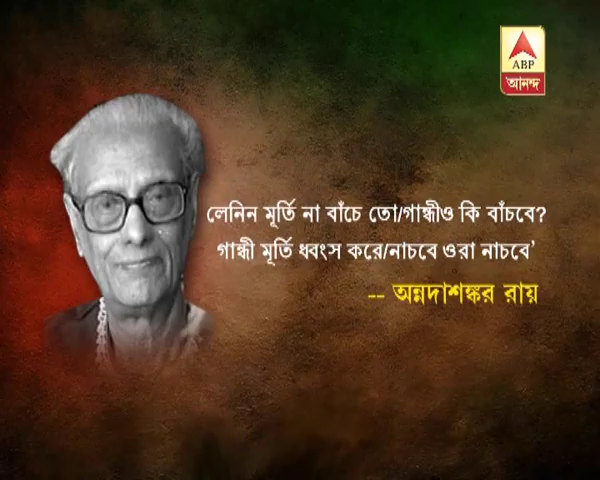 ABP
আনন্দ
লেনিন মূর্তি না বাঁচে তো/গান্ধীও কি বাঁচবে?
গান্ধী মূর্তি ধ্বংস করে/নাচবে ওরা নাচবে’
-- অন্নদাশঙ্কর রায়